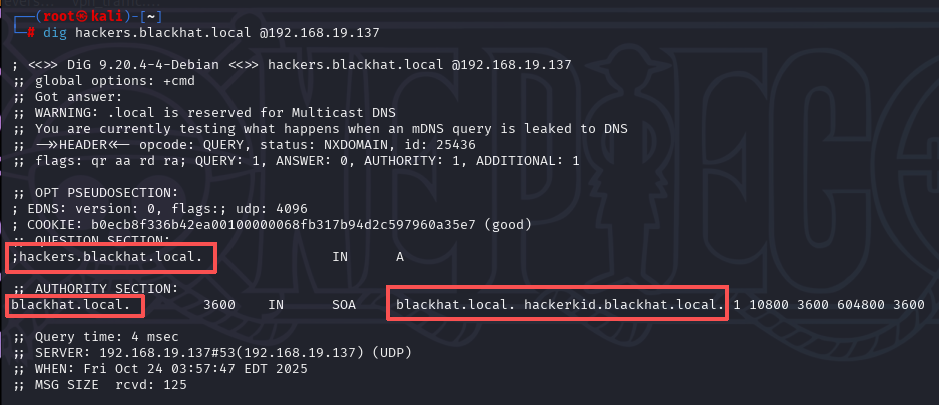 ┌──(root㉿kali)-[~]
└─# dig hackers.blackhat.local @192.168.19.137
; <<>> DiG 9.20.4-4-Debian <<>> hackers.blackhat.local @192.168.19.137
;; global options: +cmd
;; Got answer:
;; WARNING: .local is reserved for Multicast DNS
;; You are currently testing what happens when an mDNS query is leaked to DNS
;; ->>HEADER<<- opcode: QUERY, status: NXDOMAIN, id: 25436
;; flags: qr aa rd ra; QUERY: 1, ANSWER: 0, AUTHORITY: 1, ADDITIONAL: 1
;; OPT PSEUDOSECTION:
; EDNS: version: 0, flags:; udp: 4096
; COOKIE: b0ecb8f336b42ea00100000068fb317b94d2c597960a35e7 (good)
;; QUESTION SECTION:
;hackers.blackhat.local. IN A
;; AUTHORITY SECTION:
blackhat.local. 3600 IN SOA blackhat.local. hackerkid.blackhat.local. 1 10800 3600 604800 3600
;; Query time: 4 msec
;; SERVER: 192.168.19.137#53(192.168.19.137) (UDP)
;; WHEN: Fri Oct 24 03:57:47 EDT 2025
;; MSG SIZE rcvd: 125